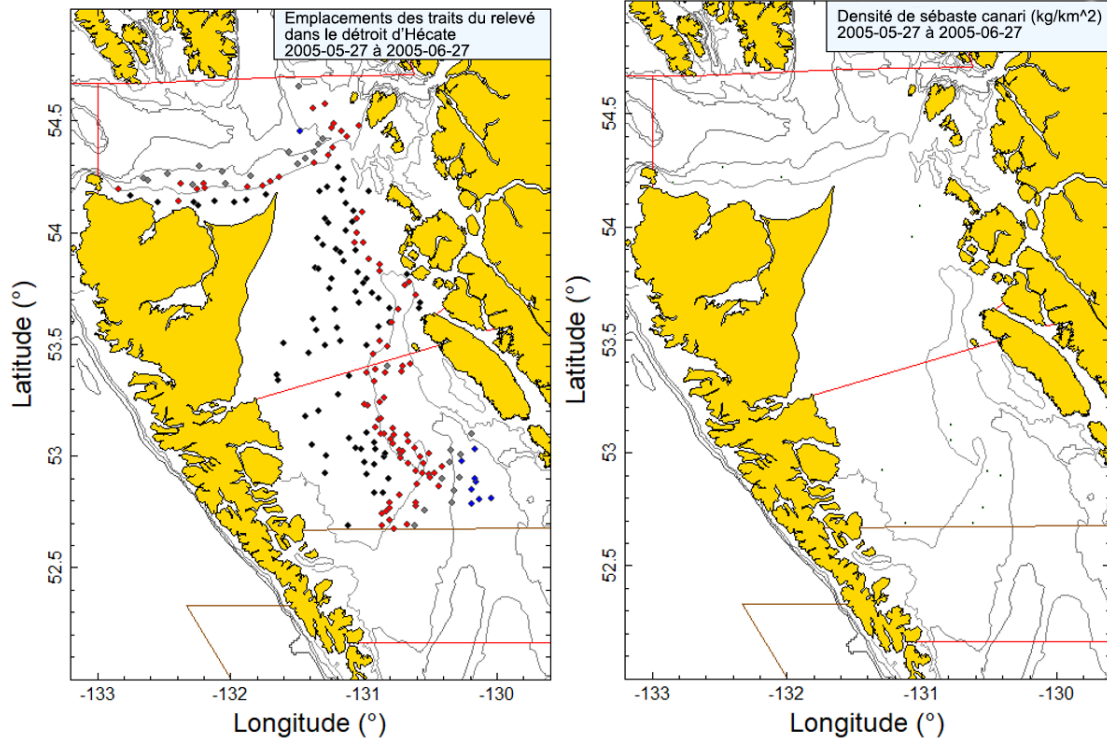 Emplacements des traits du relevé
dans le détroit d'Hécate
2005-05-27 à 2005-06-27
Latitude (°)
54.5
54
53.5
53
52.5
-133
-132
-131
-130
Longitude (°)
Densité de sébaste canari (kg/km^2)
2005-05-27 à 2005-06-27
Latitude (°)
54.5
54
53.5
53
52.5
-133
-132
-131
-130
Longitude (°)